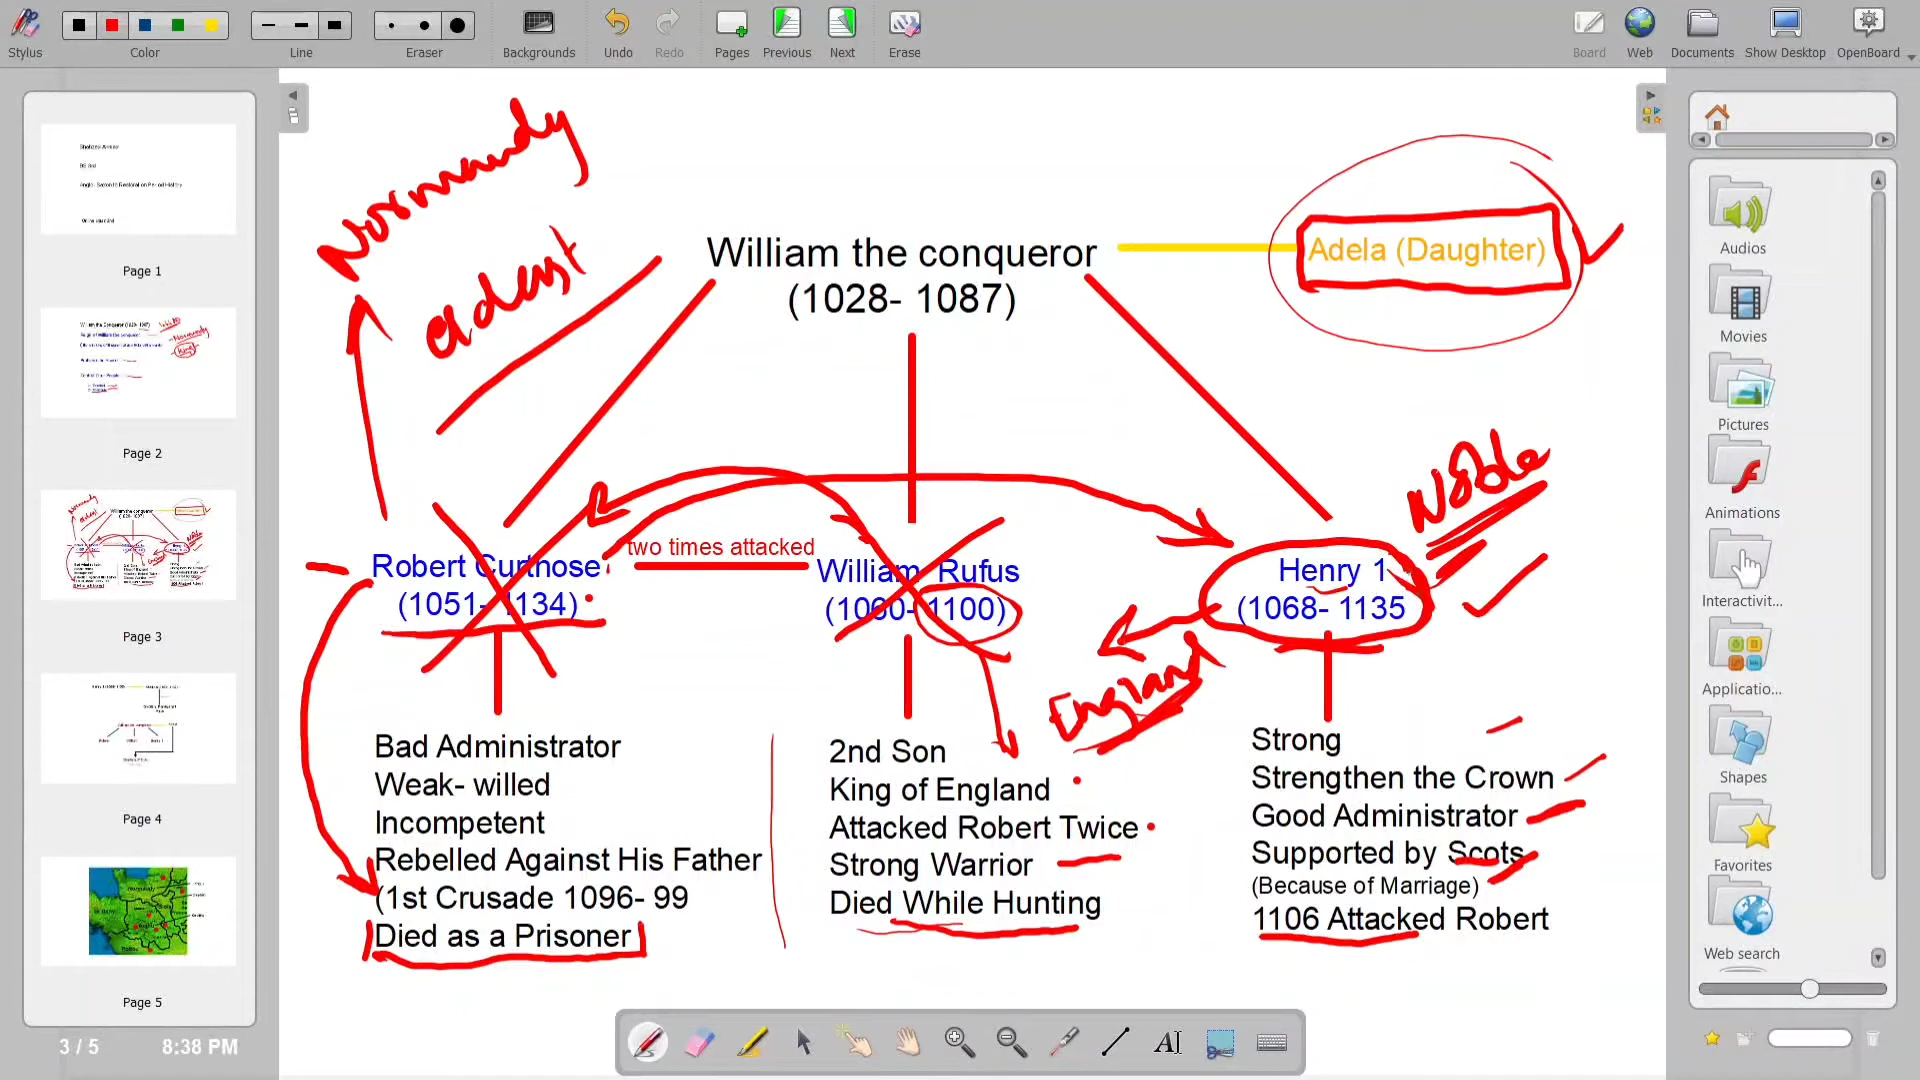 Stylus
Color
Line
Eraser
Backgrounds
Undo
Redo
Pages
Previous
Next
Erase
Board
Web
Documents
Show Desktop
OpenBoard
Page 1
Page 2
Page 3
Page 4
Page 5
3 / 5
8:38 PM
Normandy
eldest
William the conqueror
(1028- 1087)
Adela (Daughter)
Noble
two times attacked
Robert Curthose
(1051- 1134)
William Rufus
(1060- 1100)
Henry 1
(1068- 1135
England
Bad Administrator
Weak- willed
Incompetent
Rebelled Against His Father
(1st Crusade 1096- 99
Died as a Prisoner
2nd Son
King of England
Attacked Robert Twice
Strong Warrior
Died While Hunting
Strong
Strengthen the Crown
Good Administrator
Supported by Scots
(Because of Marriage)
1106 Attacked Robert
Audios
Movies
Pictures
Animations
Interactivit...
Applicatio...
Shapes
Favorites
Web search